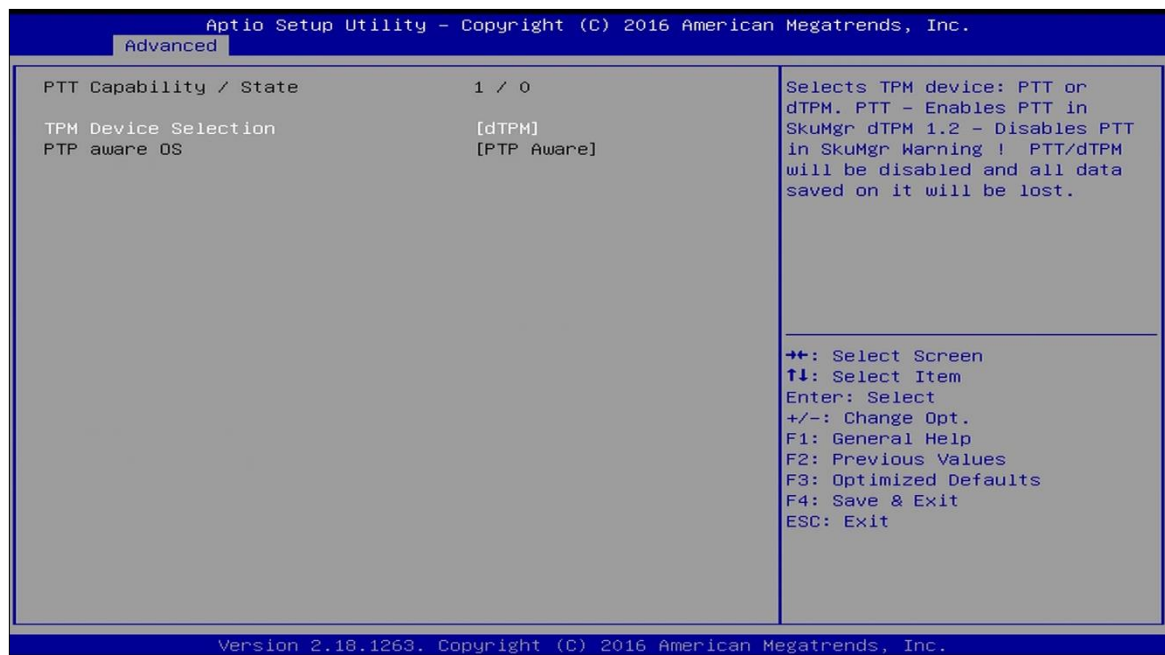 Aptio Setup Utility – Copyright (C) 2016 American Megatrends, Inc.
Advanced
PTT Capability / State 1 / 0
TPM Device Selection [dTPM]
PTP aware OS [PTP Aware]
Selects TPM device: PTT or
dTPM. PTT – Enables PTT in
SkuMgr dTPM 1.2 – Disables PTT
in SkuMgr Warning ! PTT/dTPM
will be disabled and all data
saved on it will be lost.
→←: Select Screen
↑↓: Select Item
Enter: Select
+/-: Change Opt.
F1: General Help
F2: Previous Values
F3: Optimized Defaults
F4: Save & Exit
ESC: Exit
Version 2.18.1263. Copyright (C) 2016 American Megatrends, Inc.